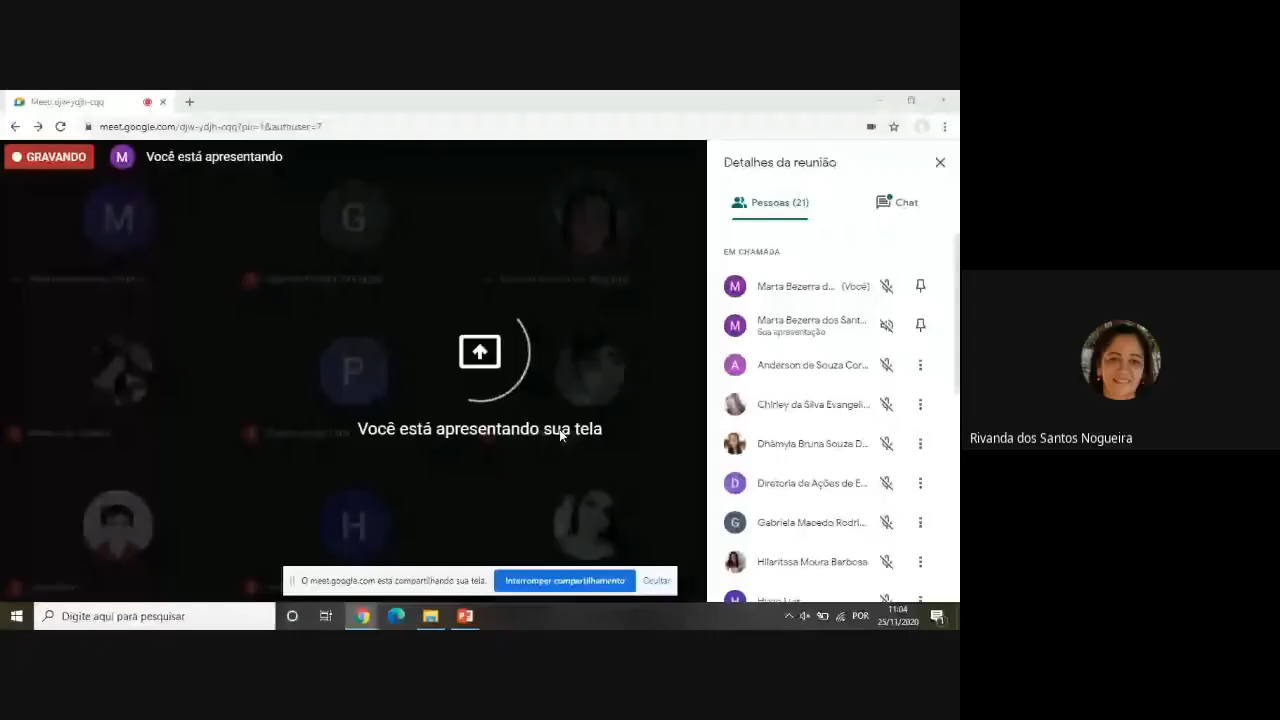 meet.google.com/djw-ydjh-cqq?pli=1&authuser=7
GRAVANDO
M
Você está apresentando
M
G
P
H
Você está apresentando sua tela
O meet.google.com está compartilhando sua tela.
Interromper compartilhamento
Ocultar
Detalhes da reunião
Pessoas (21)
Chat
EM CHAMADA
M
Marta Bezerra d... (Você)
M
Marta Bezerra dos Sant...
Sua apresentação
A
Anderson de Souza Cor...
Chirley da Silva Evangeli...
Dhâmyla Bruna Souza D...
D
Diretoria de Ações de E...
G
Gabriela Macedo Rodri...
Hilaritssa Moura Barbosa
H
Digite aqui para pesquisar
POR
11:04
25/11/2020
Rivanda dos Santos Nogueira